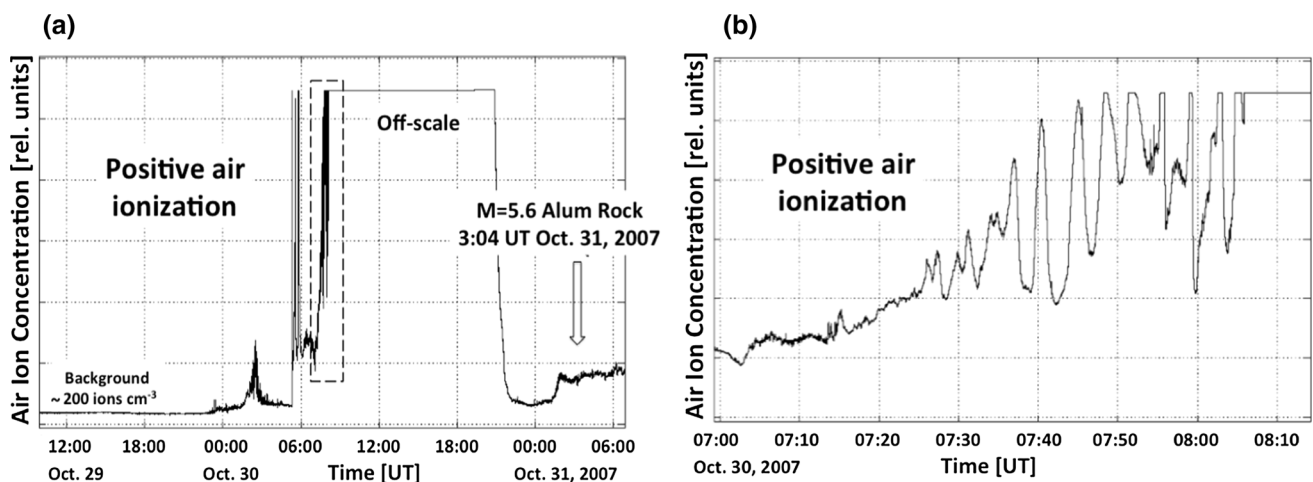 (a)
Air Ion Concentration [rel. units]
Positive air
ionization
Off-scale
M=5.6 Alum Rock
3:04 UT Oct. 31, 2007
Background
~ 200 ions cm-3
12:00 18:00 00:00 6:00 12:00 18:00 00:00 06:00
Oct. 29 Oct. 30 Time [UT] Oct. 31, 2007
(b)
Air Ion Concentration [rel. units]
Positive air
ionization
07:00 07:10 07:20 07:30 07:40 07:50 08:00 08:10
Oct. 30, 2007 Time [UT]